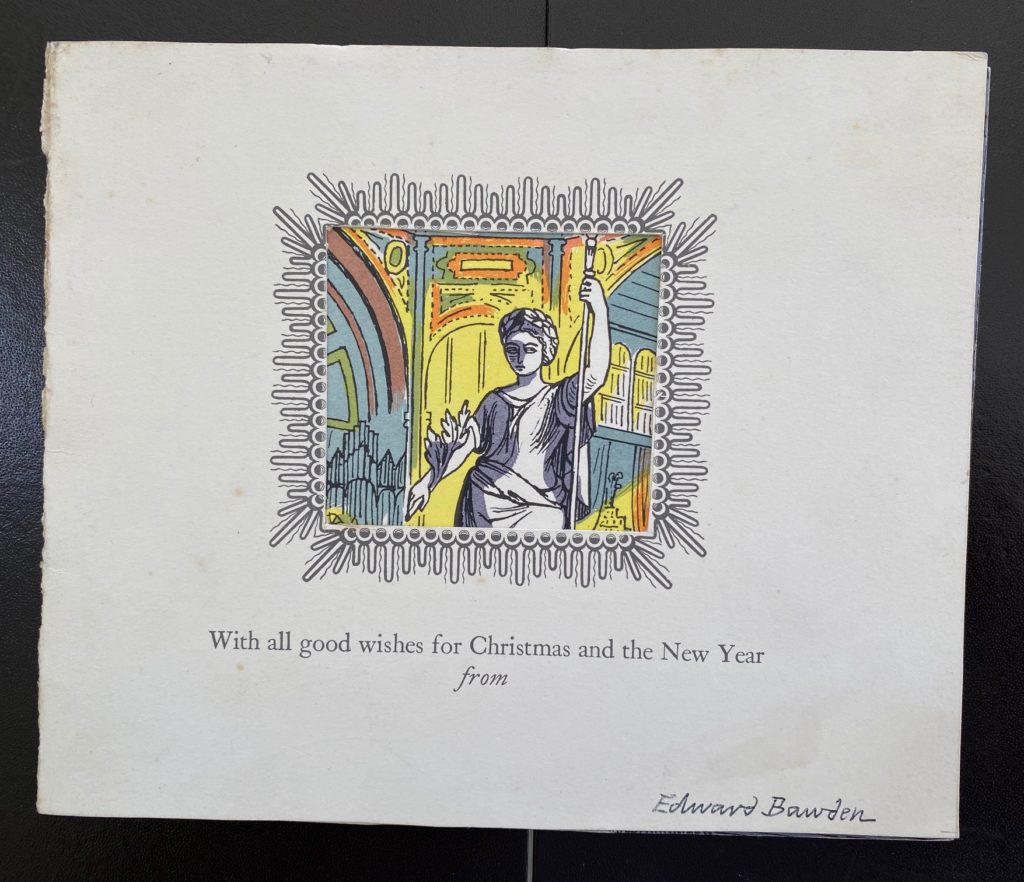 With all good wishes for Christmas and the New Year
from
Edward Bawden